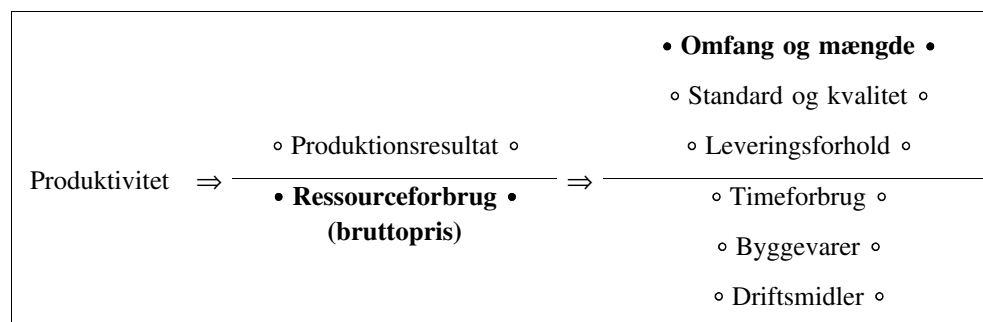 • Omfang og mængde •
∘ Standard og kvalitet ∘
∘ Produktionsresultat ∘
∘ Leveringsforhold ∘
Produktivitet ⇒ ⇒
• Ressourceforbrug •
(bruttopris)
∘ Timeforbrug ∘
∘ Byggevarer ∘
∘ Driftsmidler ∘